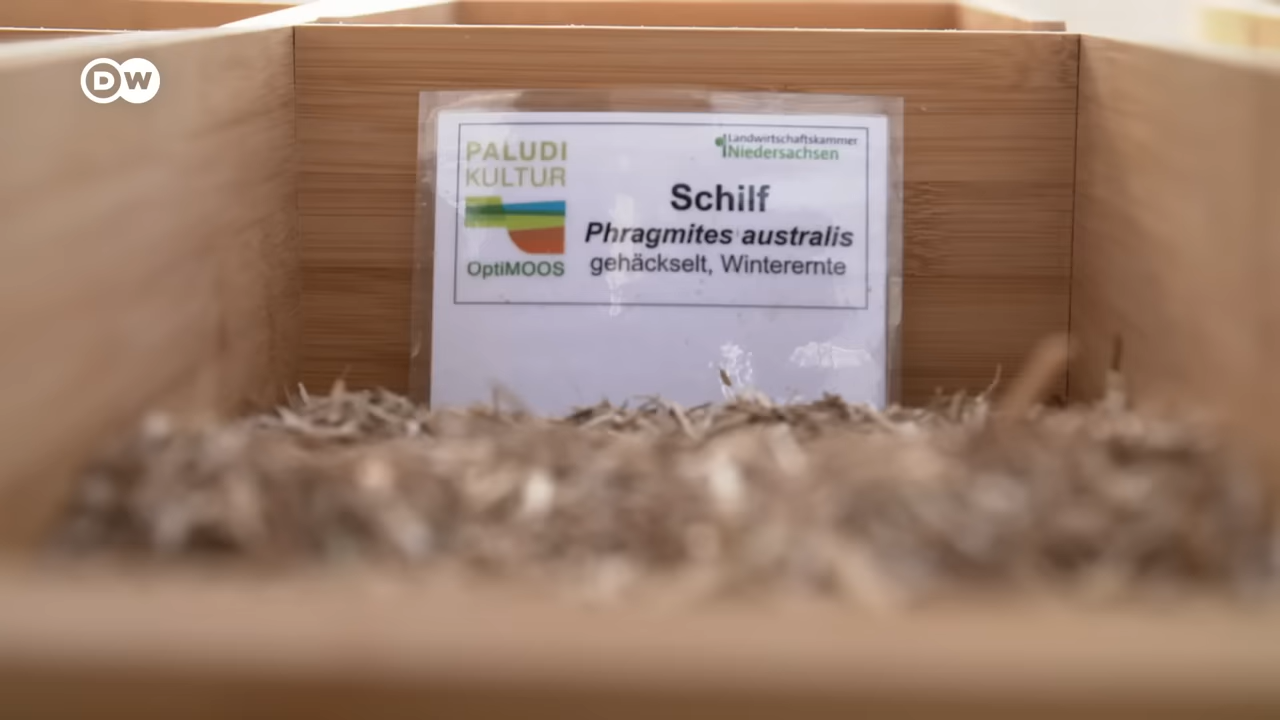 DW
PALUDI
KULTUR
OptiMOOS
Landwirtschaftskammer
Niedersachsen
Schilf
Phragmites australis
gehäckselt, Winterernte